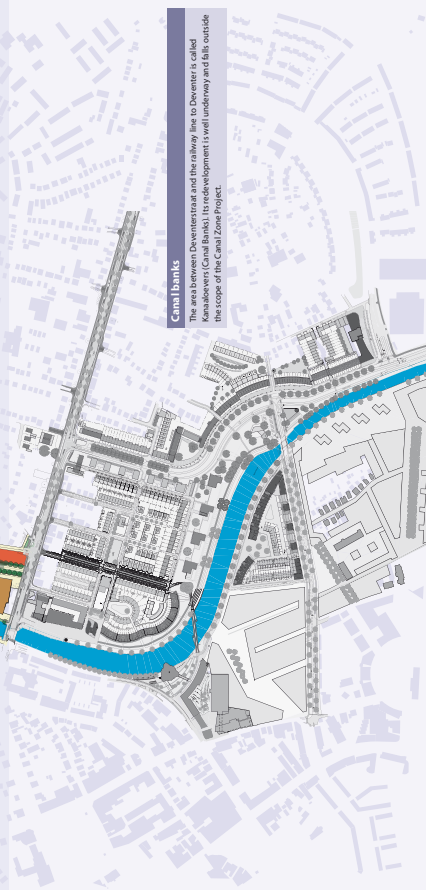 Canal banks
The area between Deventerstraat and the railway line to Deventer is called
Kanaaloevers (Canal Banks). Its redevelopment is well underway and falls outside
the scope of the Canal Zone Project.